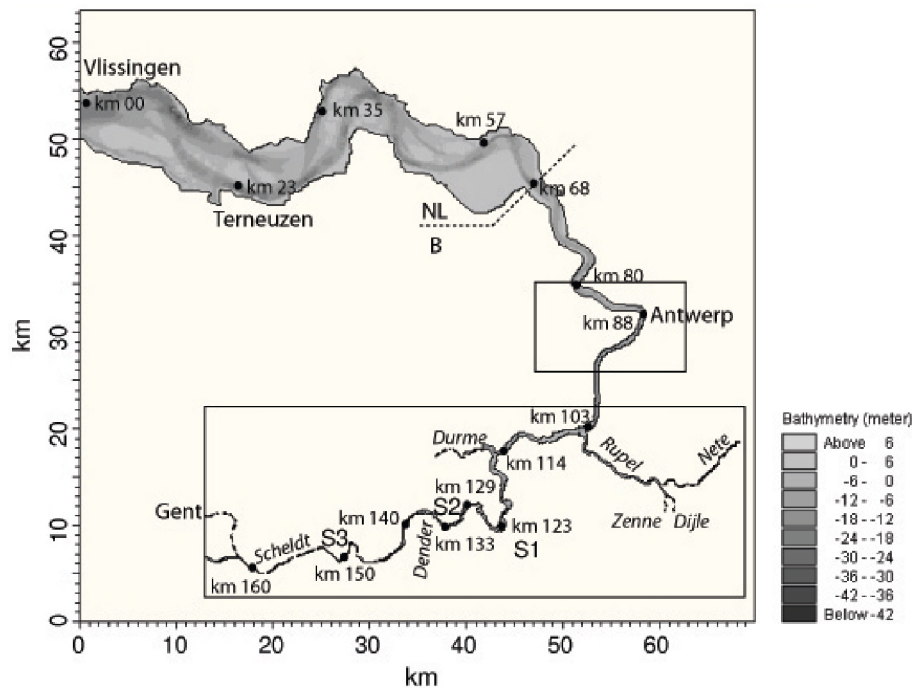 60
50
40
30
20
10
0
km
Vlissingen
km 00
km 35
km 57
km 23
Terneuzen
km 68
NL
B
km 80
km 88
Antwerp
km 103
Durme
km 114
Rupel
Nete
km 129
S2
Gent
km 140
S3
Dender
km 133
km 123
S1
Zenne
Dijle
Scheldt
km 150
km 160
0
10
20
30
40
50
60
km
Bathymetry (meter)
Above 6
0 - 6
-6 - 0
-12 - -6
-18 - -12
-24 - -18
-30 - -24
-36 - -30
-42 - -36
Below -42